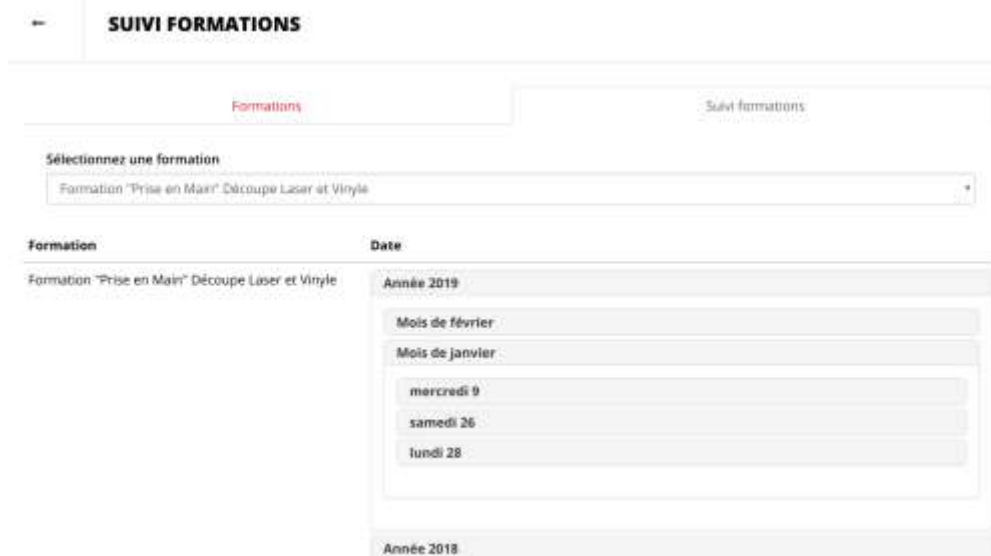 ←
SUIVI FORMATIONS
Formations
Suivi formations
Sélectionnez une formation
Formation "Prise en Main" Découpe Laser et Vinyle
Formation
Date
Formation "Prise en Main" Découpe Laser et Vinyle
Année 2019
Mois de février
Mois de janvier
mercredi 9
samedi 26
lundi 28
Année 2018